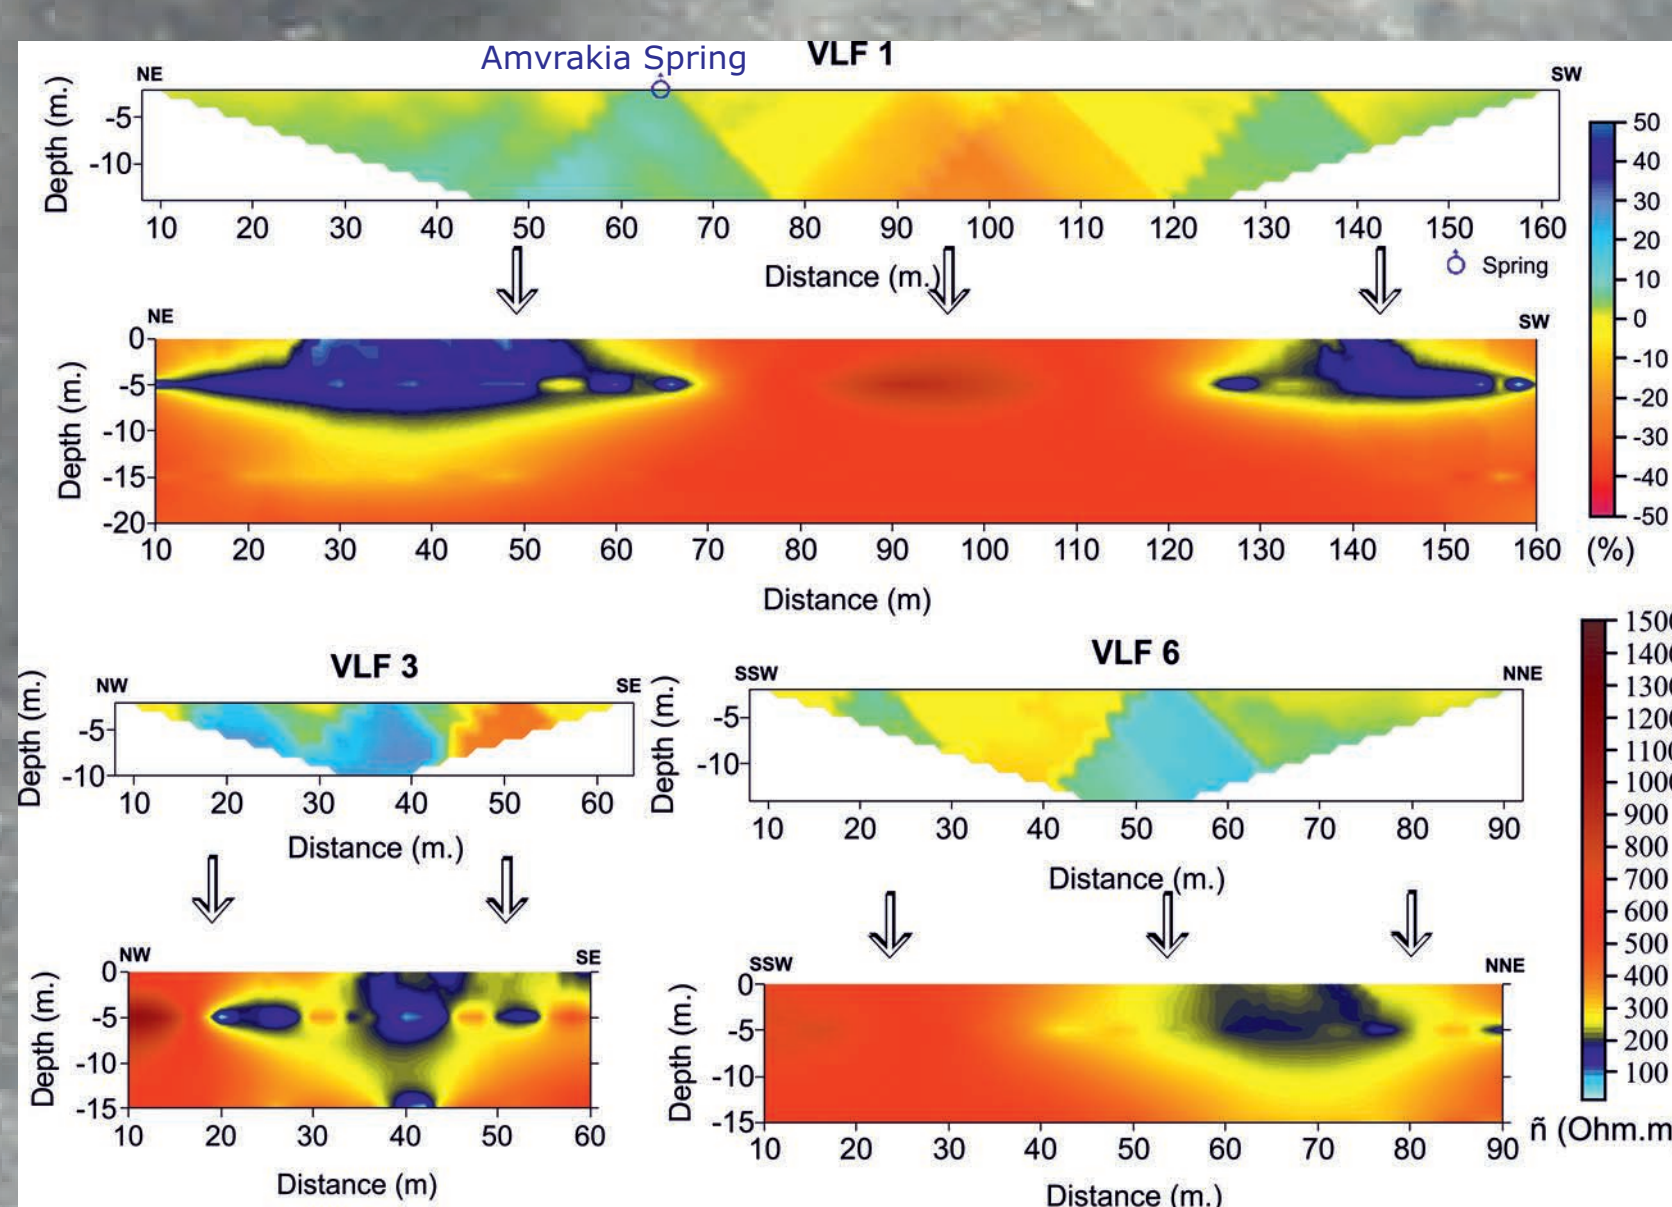 Amvrakia Spring
VLF 1
NE
SW
Depth (m.)
-5
-10
10 20 30 40 50 60 70 80 90 100 110 120 130 140 150 160
Distance (m.)
Spring
NE
SW
Depth (m.)
0
-5
-10
-15
-20
10 20 30 40 50 60 70 80 90 100 110 120 130 140 150 160
Distance (m)
50
40
30
20
10
0
-10
-20
-30
-40
-50
(%)
VLF 3
NW
SE
Depth (m.)
-5
-10
10 20 30 40 50 60
Distance (m.)
NW
SE
Depth (m.)
0
-5
-10
-15
10 20 30 40 50 60
Distance (m)
VLF 6
SSW
NNE
Depth (m.)
-5
-10
10 20 30 40 50 60 70 80 90
Distance (m.)
SSW
NNE
Depth (m.)
0
-5
-10
-15
10 20 30 40 50 60 70 80 90
Distance (m.)
1500
1400
1300
1200
1100
1000
900
800
700
600
500
400
300
200
100
ñ (Ohm.m